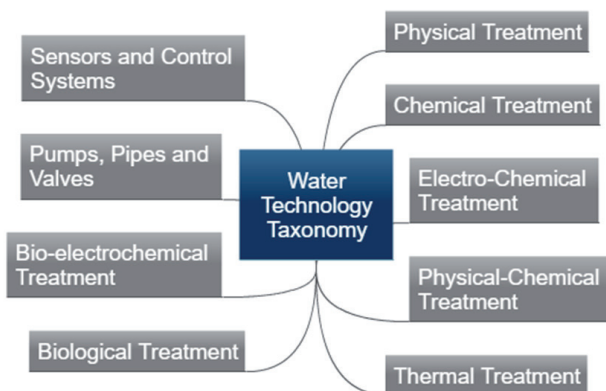 Sensors and Control
Systems
Pumps, Pipes and
Valves
Bio-electrochemical
Treatment
Biological Treatment
Water
Technology
Taxonomy
Physical Treatment
Chemical Treatment
Electro-Chemical
Treatment
Physical-Chemical
Treatment
Thermal Treatment